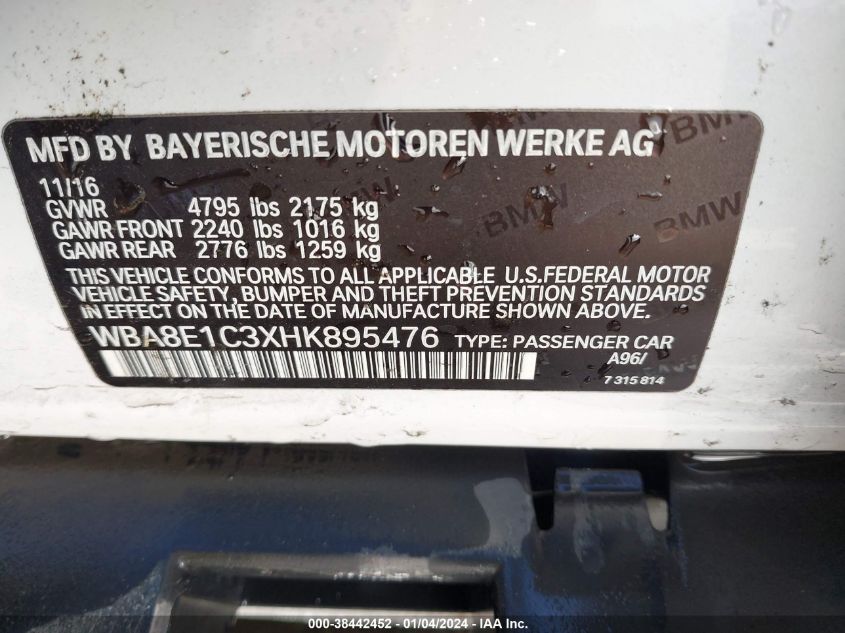 MFD BY BAYERISCHE MOTOREN WERKE AG
BMW
BMW
BMW
BMW
11/16
GVWR 4795 lbs 2175 kg
GAWR FRONT 2240 lbs 1016 kg
GAWR REAR 2776 lbs 1259 kg
THIS VEHICLE CONFORMS TO ALL APPLICABLE U.S.FEDERAL MOTOR
VEHICLE SAFETY, BUMPER AND THEFT PREVENTION STANDARDS
IN EFFECT ON THE DATE OF MANUFACTURE SHOWN ABOVE.
WBA8E1C3XHK895476 TYPE: PASSENGER CAR
A96/
7 315 814
000-38442452 - 01/04/2024 - IAA Inc.